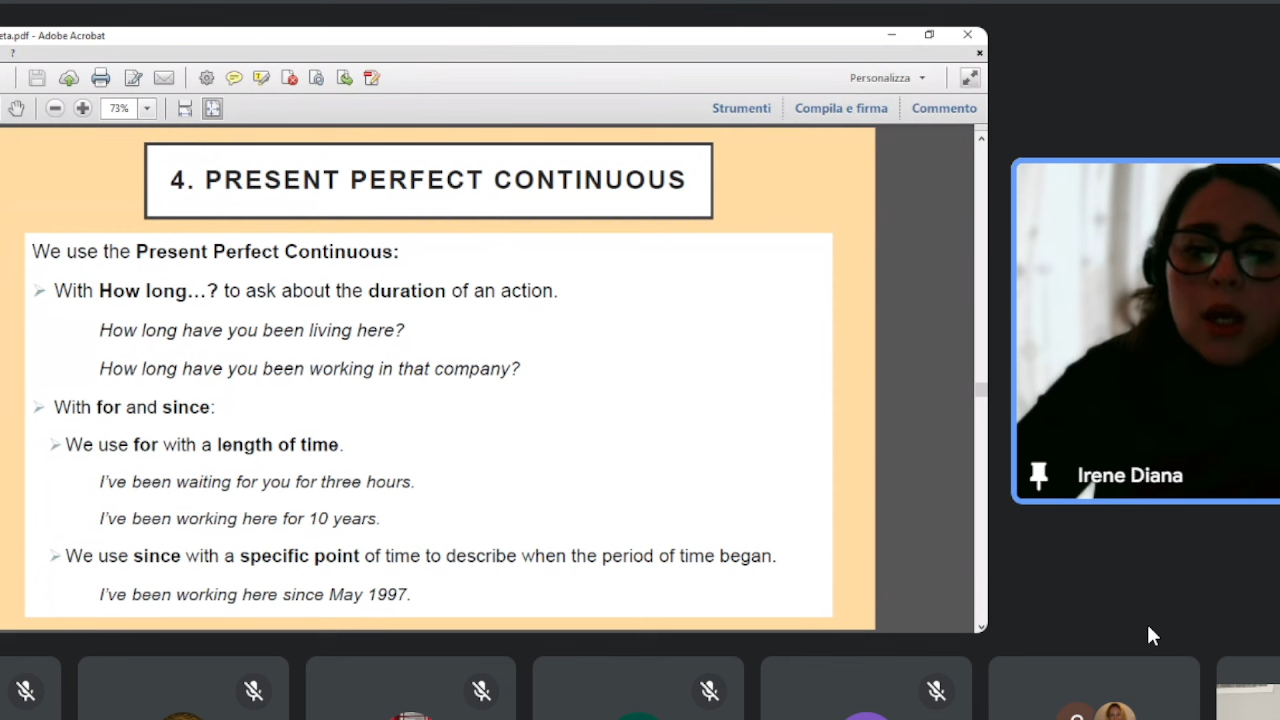 eta.pdf - Adobe Acrobat
?
Personalizza
73%
Strumenti
Compila e firma
Commento
4. PRESENT PERFECT CONTINUOUS
We use the Present Perfect Continuous:
With How long...? to ask about the duration of an action.
How long have you been living here?
How long have you been working in that company?
With for and since:
We use for with a length of time.
I've been waiting for you for three hours.
I've been working here for 10 years.
We use since with a specific point of time to describe when the period of time began.
I've been working here since May 1997.
Irene Diana